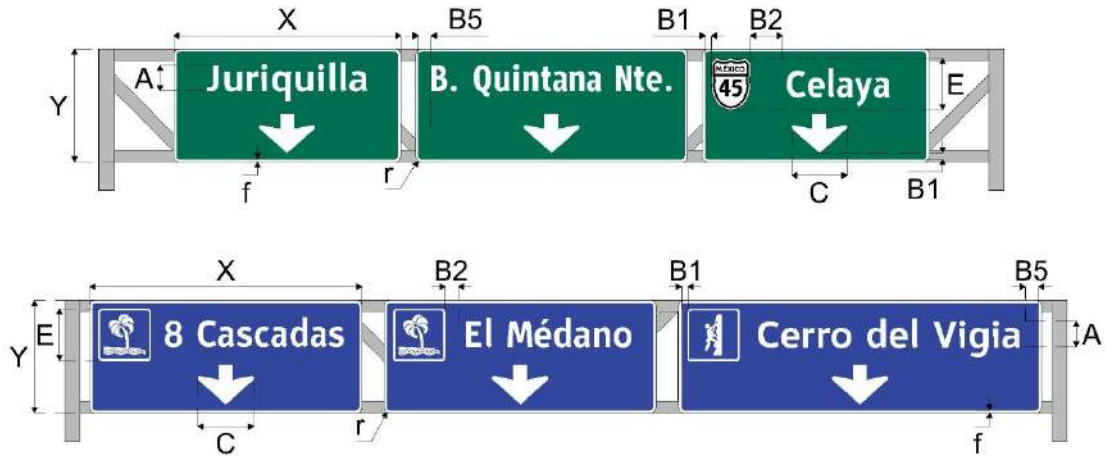 X B5 B1 B2
A Juriquilla B. Quintana Nte. MÉXICO 45 Celaya E
Y
f r C B1
X B2 B1 B5
E 8 Cascadas El Médano Cerro del Vigia A
Y
C r f